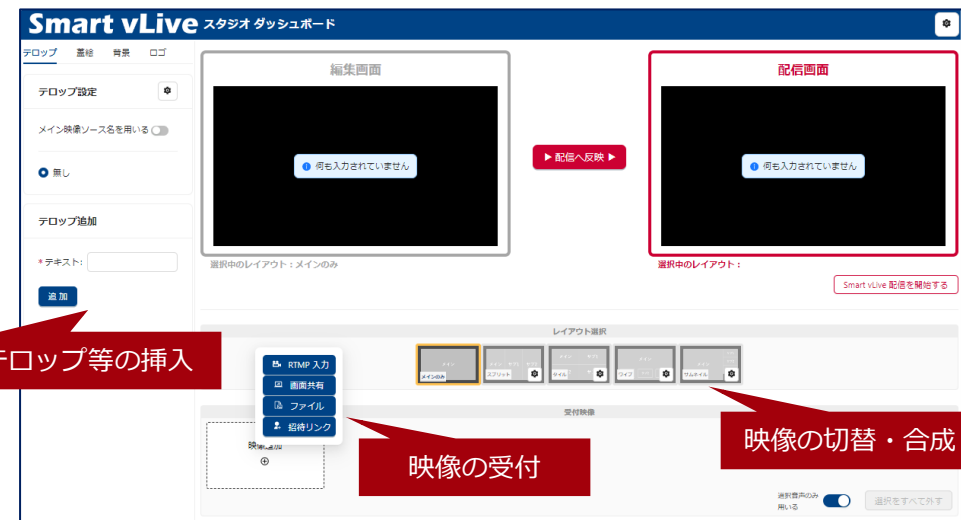 Smart vLive スタジオ ダッシュボード
テロップ 蓋絵 背景 ロゴ
テロップ設定
メイン映像ソース名を用いる
無し
テロップ追加
* テキスト:
追加
編集画面
何も入力されていません
選択中のレイアウト：メインのみ
▶ 配信へ反映 ▶
配信画面
何も入力されていません
選択中のレイアウト：
Smart vLive 配信を開始する
テロップ等の挿入
レイアウト選択
メインのみ
スプリット
タイル
ワイプ
サムネイル
RTMP 入力
画面共有
ファイル
招待リンク
受付映像
映像の受付
映像の切替・合成
選択音声のみ
用いる
選択をすべて外す